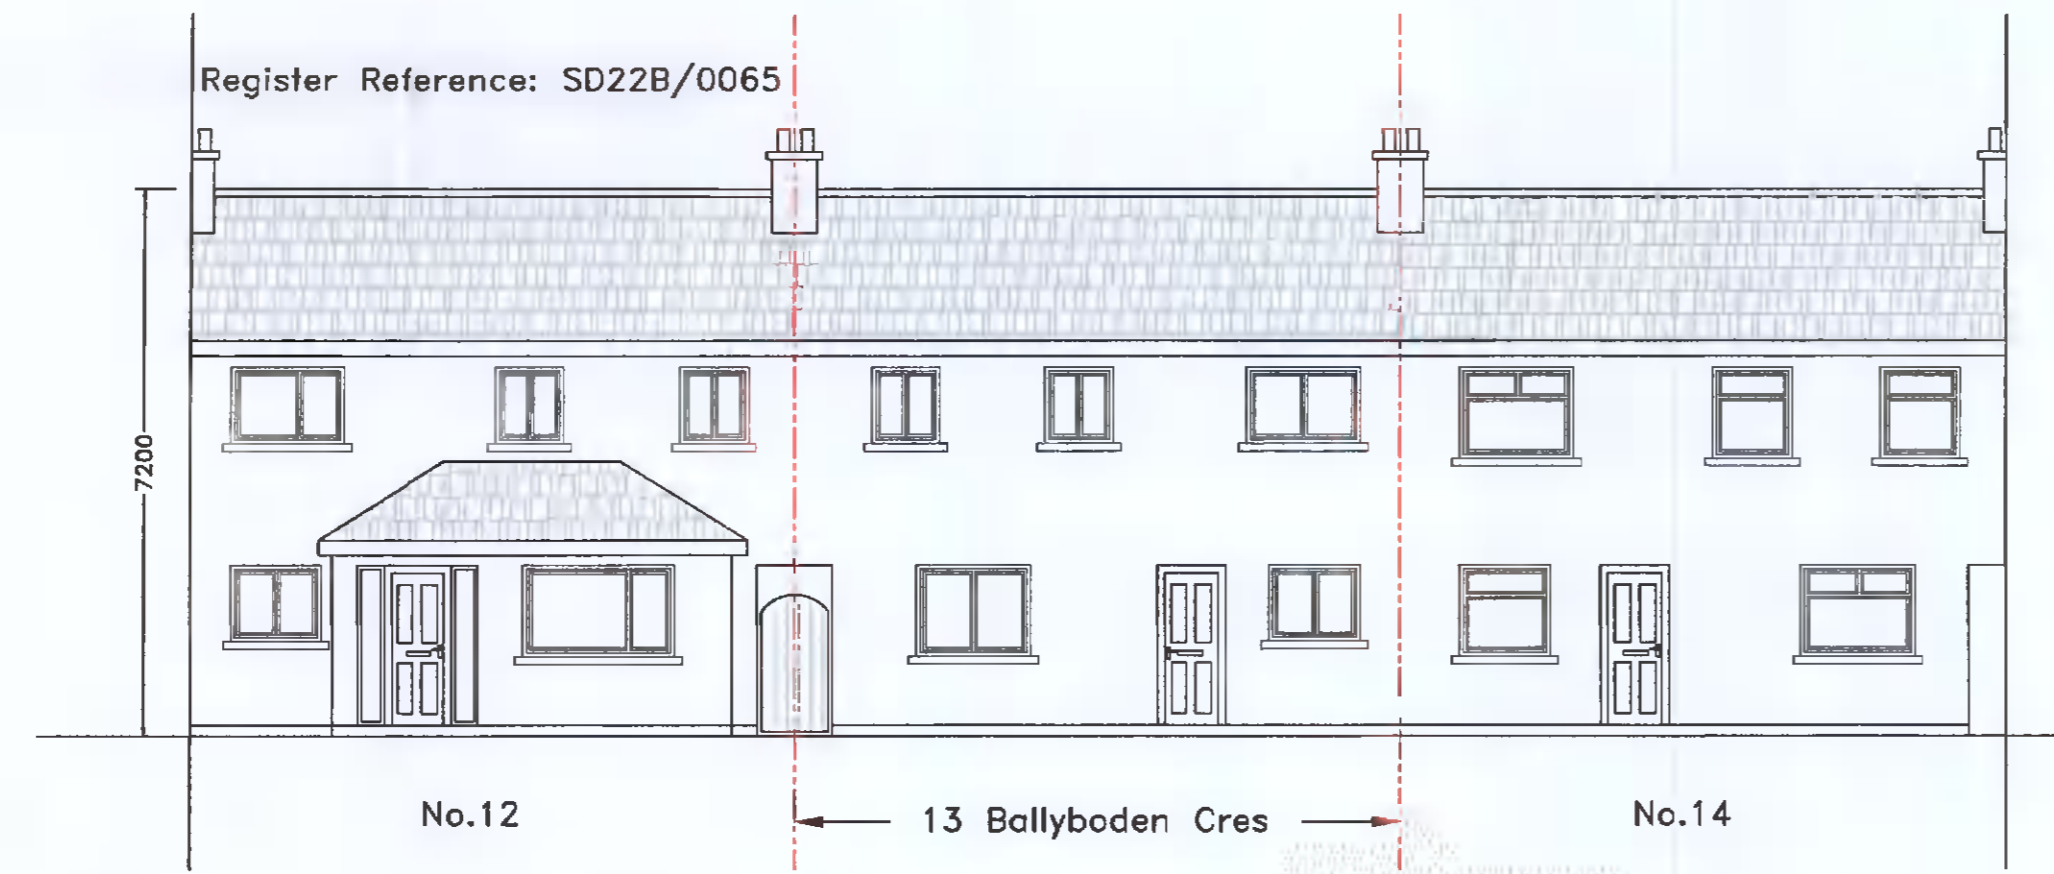 Register Reference: SD22B/0065
7200
No.12
13 Ballyboden Cres
No.14